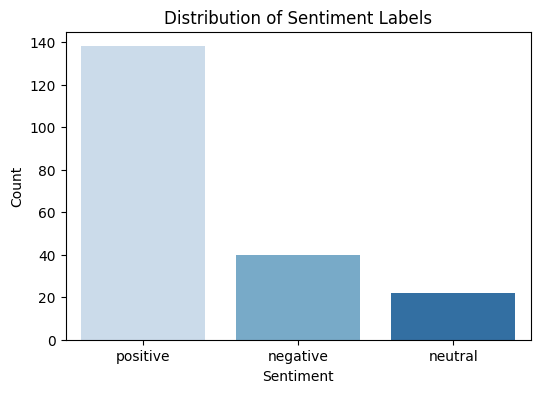 Distribution of Sentiment Labels
140
120
100
80
60
40
20
0
Count
positive negative neutral
Sentiment